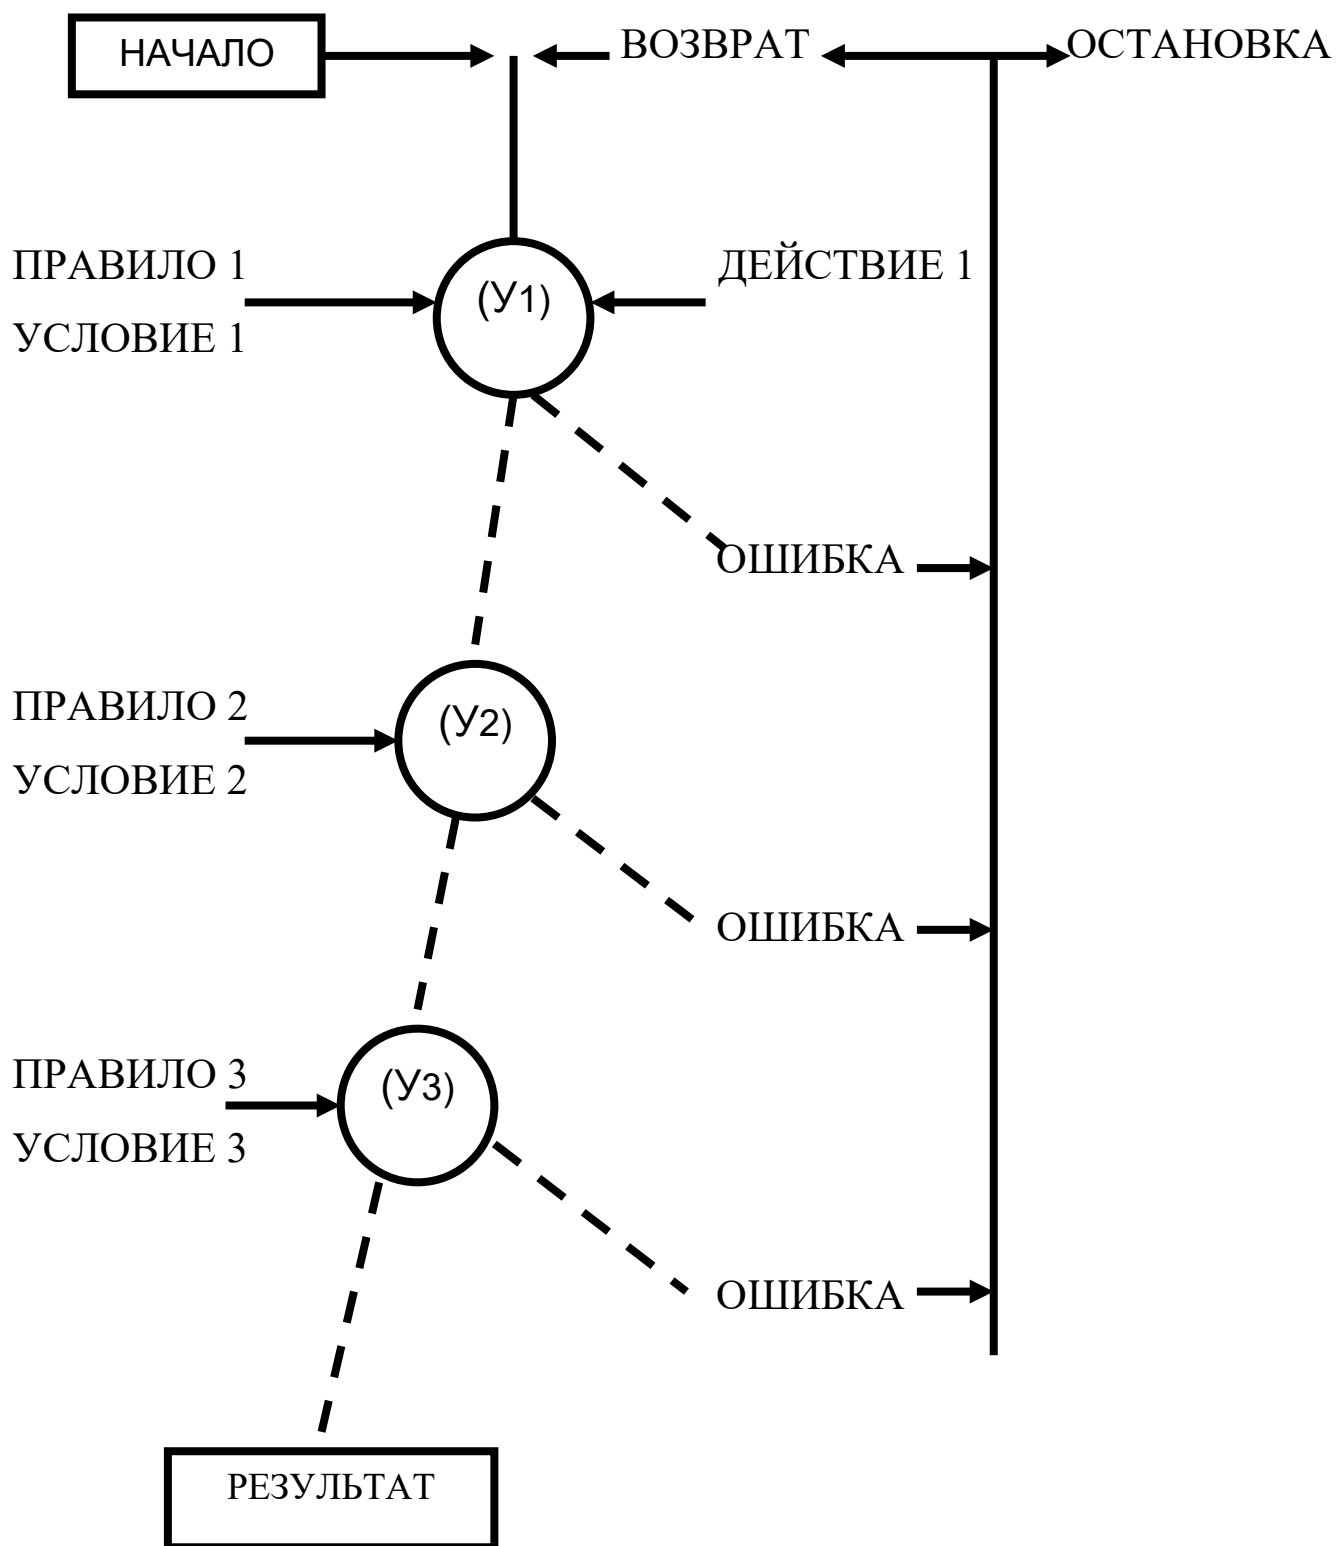 НАЧАЛО
ВОЗВРАТ
ОСТАНОВКА
ПРАВИЛО 1
УСЛОВИЕ 1
(У1)
ДЕЙСТВИЕ 1
ОШИБКА
ПРАВИЛО 2
УСЛОВИЕ 2
(У2)
ОШИБКА
ПРАВИЛО 3
УСЛОВИЕ 3
(У3)
ОШИБКА
РЕЗУЛЬТАТ